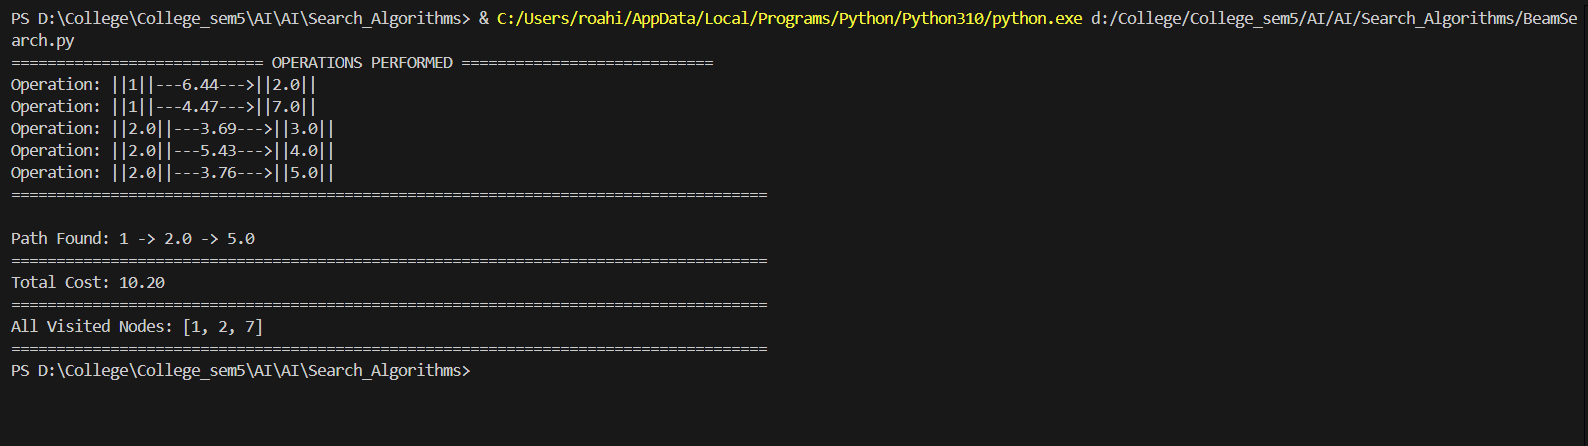 PS D:\College\College_sem5\AI\AI\Search_Algorithms> & C:/Users/roahi/AppData/Local/Programs/Python/Python310/python.exe d:/College/College_sem5/AI/AI/Search_Algorithms/BeamSe
arch.py
============================ OPERATIONS PERFORMED ============================
Operation: ||1||---6.44--->||2.0||
Operation: ||1||---4.47--->||7.0||
Operation: ||2.0||---3.69--->||3.0||
Operation: ||2.0||---5.43--->||4.0||
Operation: ||2.0||---3.76--->||5.0||
====================================================================================
Path Found: 1 -> 2.0 -> 5.0
====================================================================================
Total Cost: 10.20
====================================================================================
All Visited Nodes: [1, 2, 7]
====================================================================================
PS D:\College\College_sem5\AI\AI\Search_Algorithms>